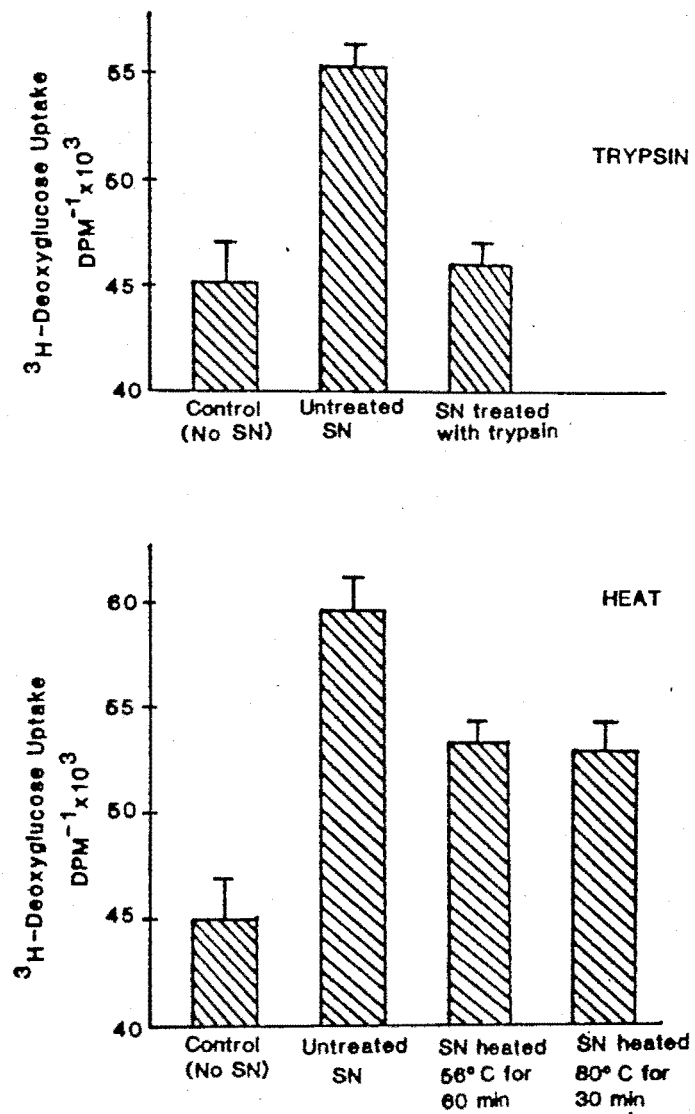 55
50
45
40
³H-Deoxyglucose Uptake
DPM⁻¹x10³
TRYPSIN
Control
(No SN)
Untreated
SN
SN treated
with trypsin
60
55
50
45
40
³H-Deoxyglucose Uptake
DPM⁻¹x10³
HEAT
Control
(No SN)
Untreated
SN
SN heated
56° C for
60 min
SN heated
80° C for
30 min